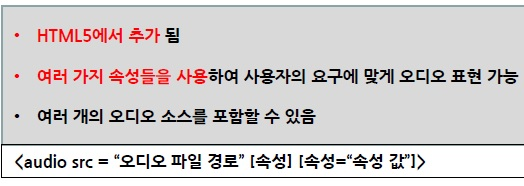 • HTML5에서 추가 됨
• 여러 가지 속성들을 사용하여 사용자의 요구에 맞게 오디오 표현 가능
• 여러 개의 오디오 소스를 포함할 수 있음
<audio src = “오디오 파일 경로” [속성] [속성=“속성 값”]>